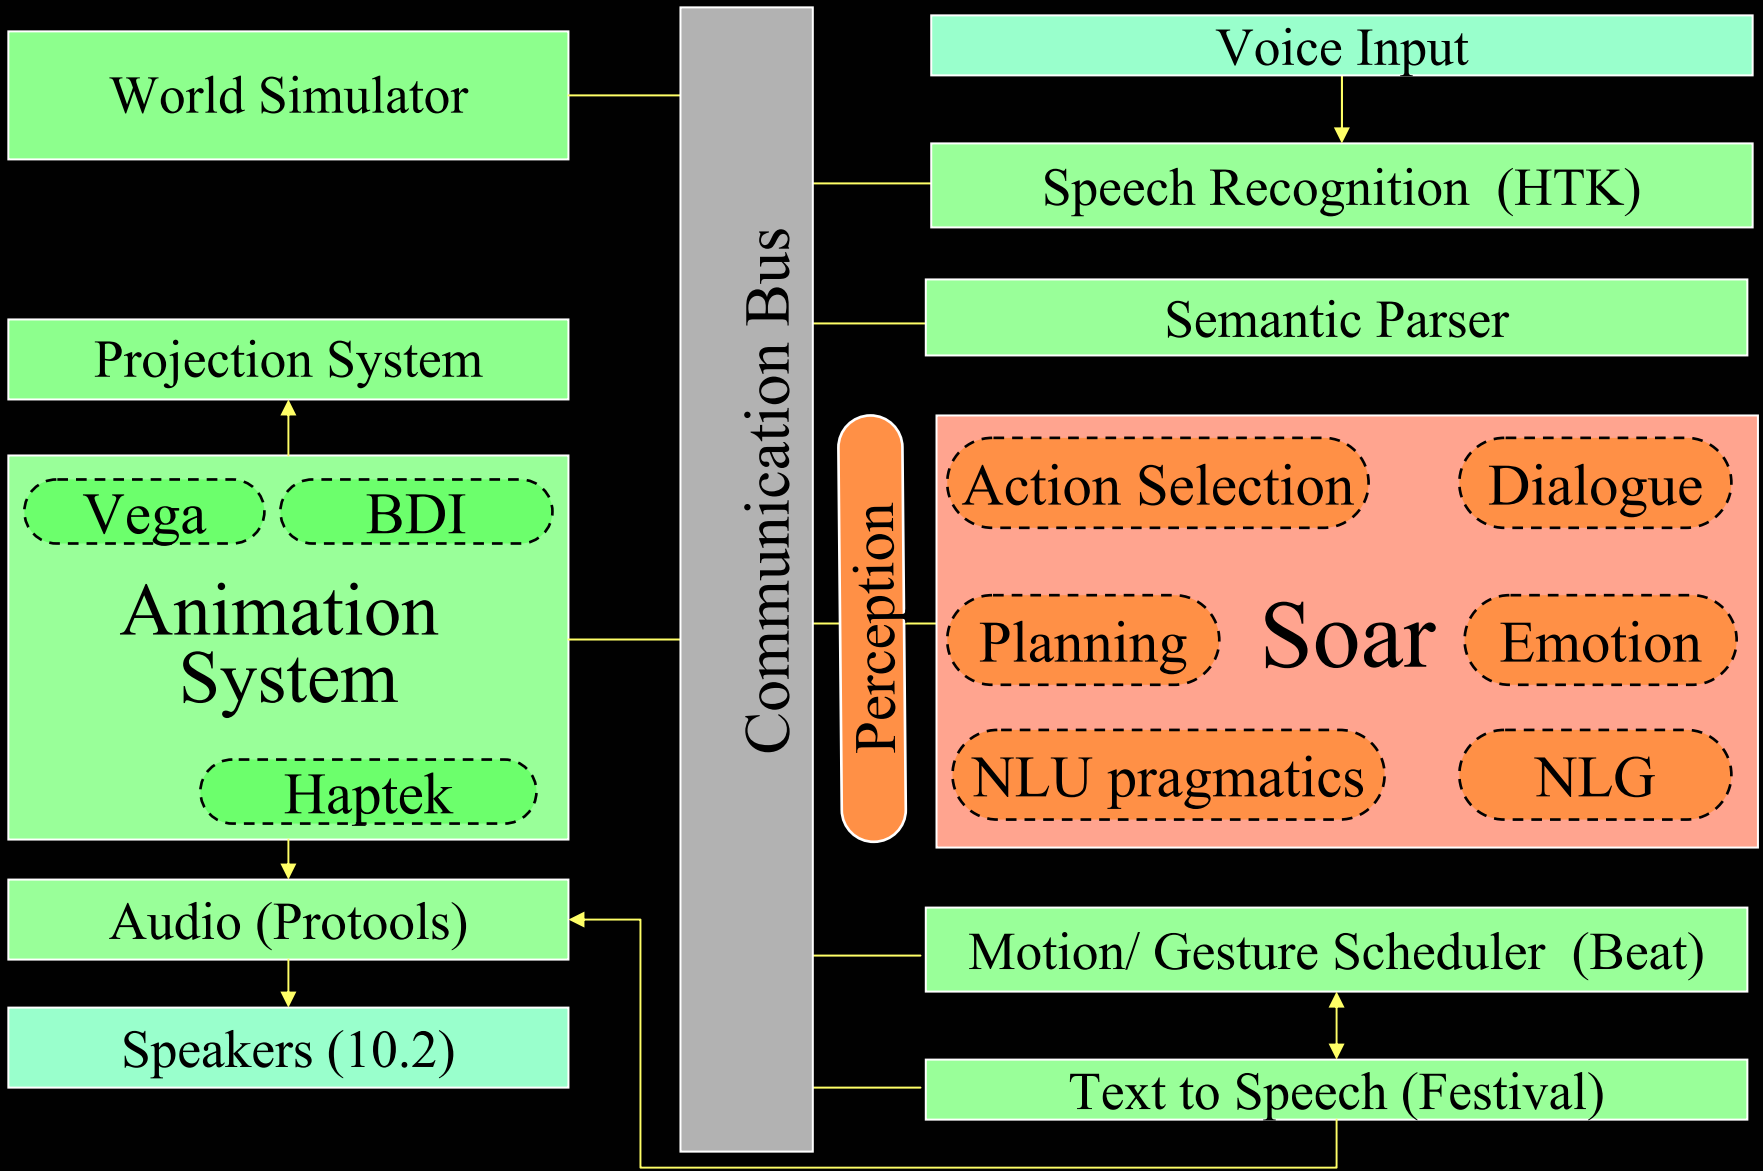 World Simulator
Projection System
Vega
BDI
Animation
System
Haptek
Audio (Protools)
Speakers (10.2)
Communication Bus
Voice Input
Speech Recognition  (HTK)
Semantic Parser
Perception
Action Selection
Dialogue
Planning
Soar
Emotion
NLU pragmatics
NLG
Motion/ Gesture Scheduler  (Beat)
Text to Speech (Festival)